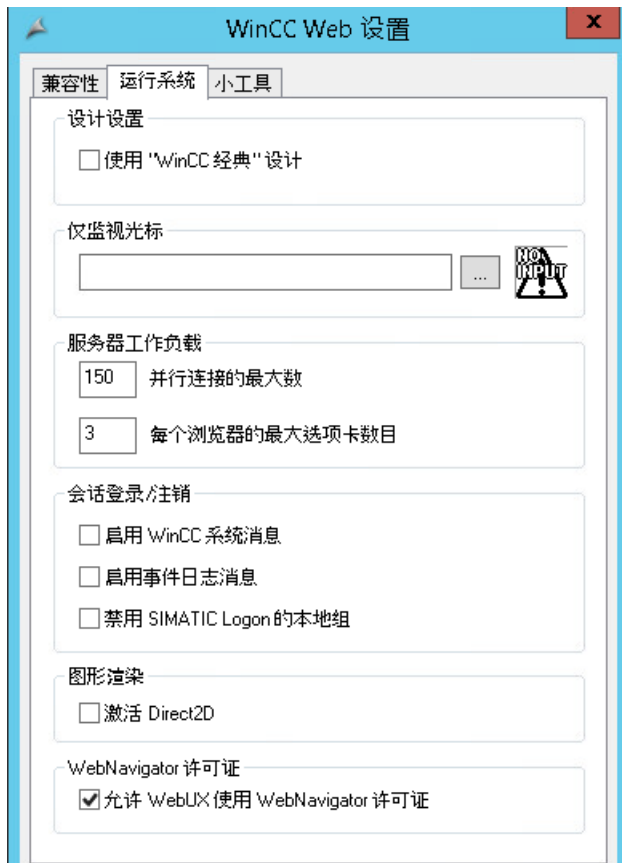 WinCC Web 设置
x
兼容性 运行系统 小工具
设计设置
使用 "WinCC 经典" 设计
仅监视光标
...
NO INPUT
服务器工作负载
150 并行连接的最大数
3 每个浏览器的最大选项卡数目
会话登录/注销
启用 WinCC 系统消息
启用事件日志消息
禁用 SIMATIC Logon 的本地组
图形渲染
激活 Direct2D
WebNavigator 许可证
允许 WebUX 使用 WebNavigator 许可证